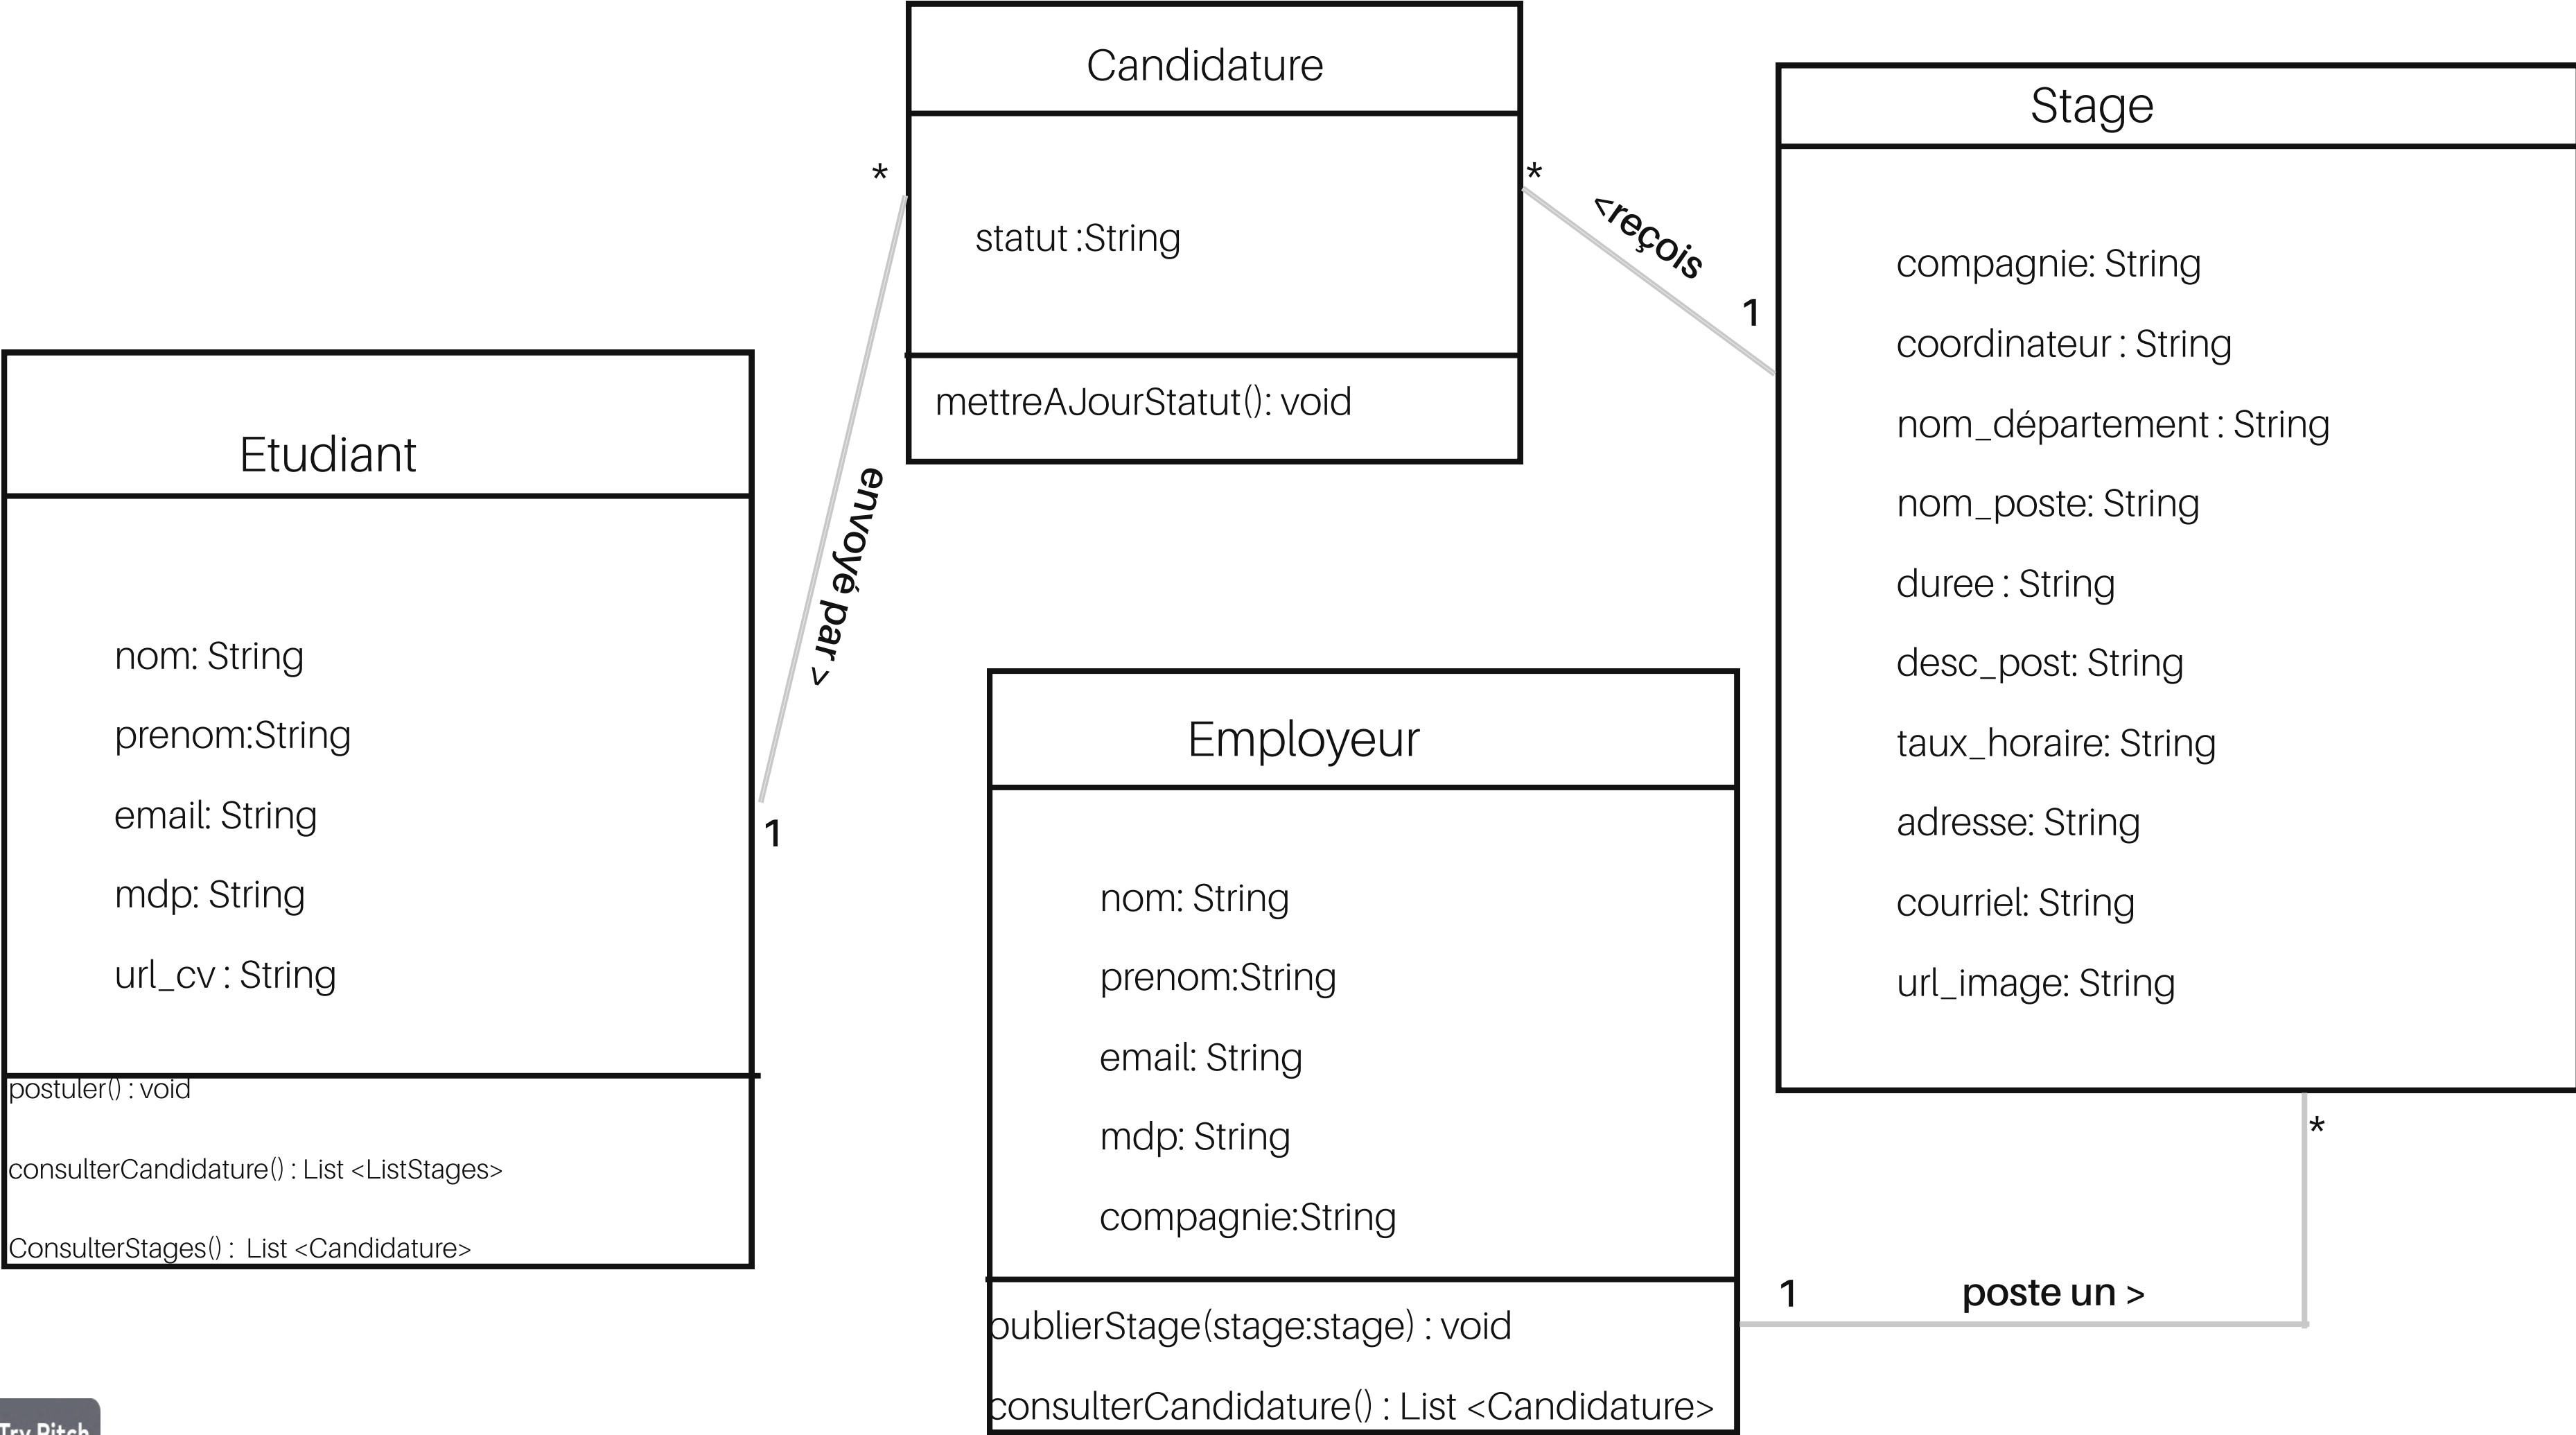 Candidature
statut :String
mettreAJourStatut(): void
*
*
<reçois
1
Stage
compagnie: String
coordinateur : String
nom_département : String
nom_poste: String
duree : String
desc_post: String
taux_horaire: String
adresse: String
courriel: String
url_image: String
Etudiant
nom: String
prenom:String
email: String
mdp: String
url_cv : String
postuler() : void
consulterCandidature() : List <ListStages>
ConsulterStages() : List <Candidature>
envoyé par >
1
Employeur
nom: String
prenom:String
email: String
mdp: String
compagnie:String
publierStage(stage:stage) : void
consulterCandidature() : List <Candidature>
*
1
poste un >
Try Pitch